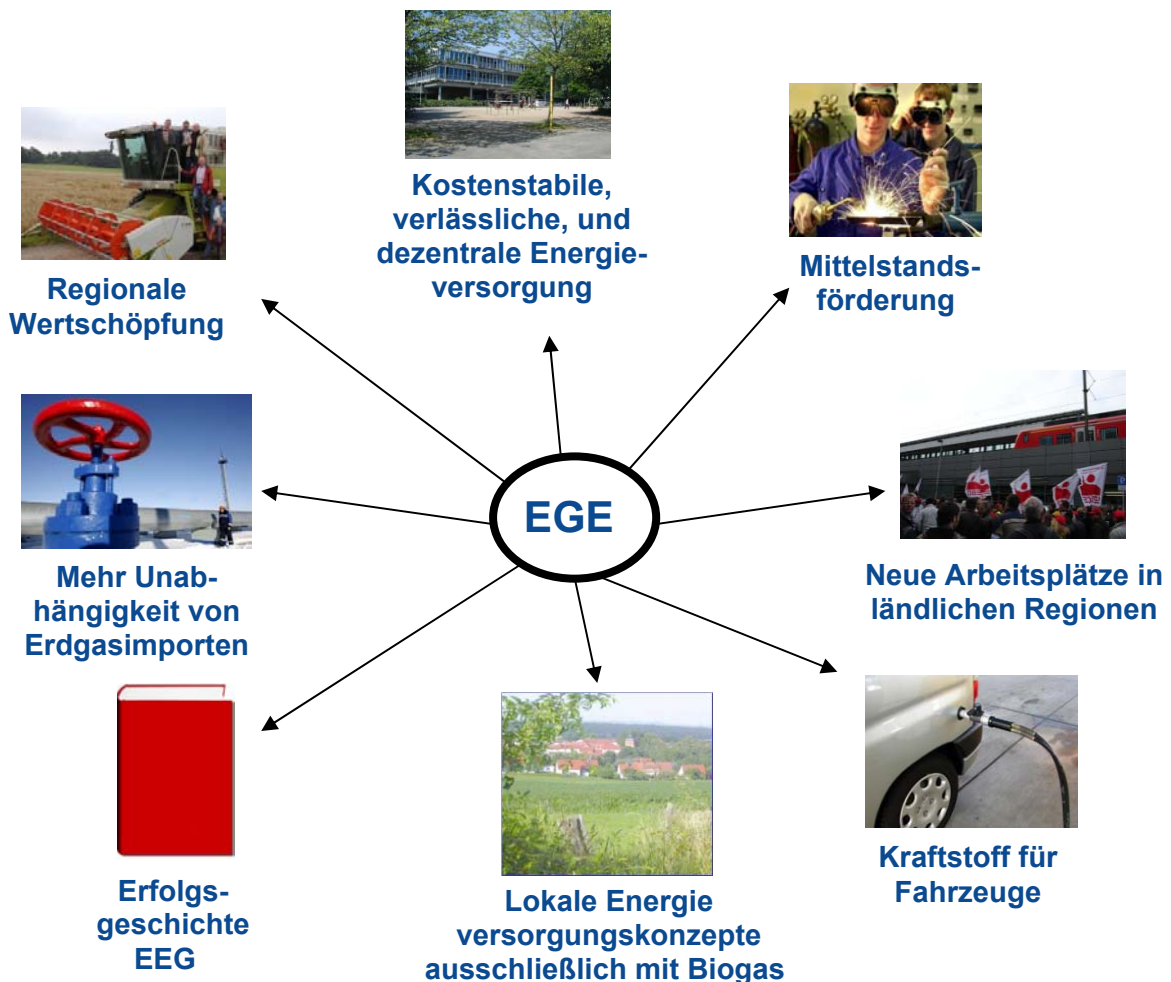 Kostenstabile,
verlässliche, und
dezentrale Energie-
versorgung
Regionale
Wertschöpfung
Mittelstands-
förderung
EGE
Mehr Unab-
hängigkeit von
Erdgasimporten
Neue Arbeitsplätze in
ländlichen Regionen
Erfolgs-
geschichte
EEG
Lokale Energie
versorgungskonzepte
ausschließlich mit Biogas
Kraftstoff für
Fahrzeuge